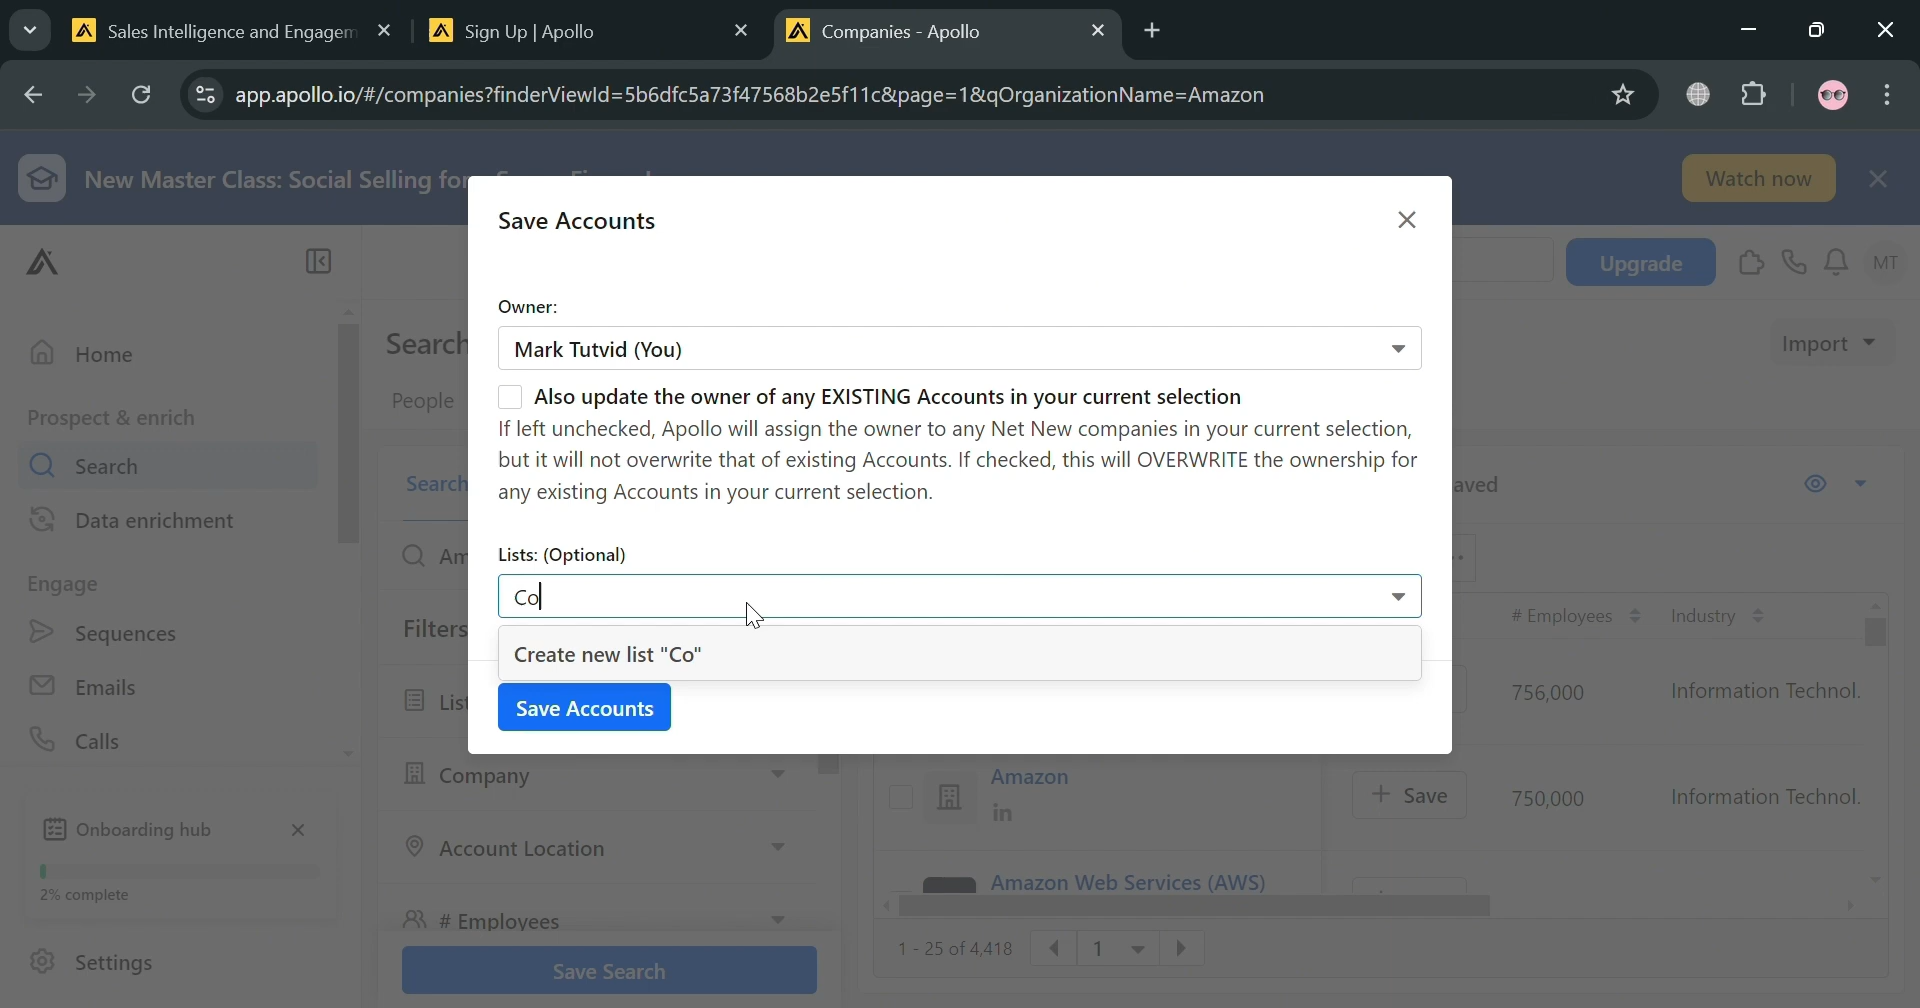 Sales Intelligence and Engagem
Sign Up | Apollo
Companies - Apollo
app.apollo.io/#/companies?finderViewId=5b6dfc5a73f47568b2e5f11c&page=1&qOrganizationName=Amazon
New Master Class: Social Selling for
Watch now
Upgrade
MT
Home
Prospect & enrich
Search
Data enrichment
Engage
Sequences
Emails
Calls
Onboarding hub
2% complete
Settings
Search
People
Import
Search
Am
Filters
List
Company
Account Location
# Employees
Save Search
Save Accounts
Owner:
Mark Tutvid (You)
Also update the owner of any EXISTING Accounts in your current selection
If left unchecked, Apollo will assign the owner to any Net New companies in your current selection,
but it will not overwrite that of existing Accounts. If checked, this will OVERWRITE the ownership for
any existing Accounts in your current selection.
Lists: (Optional)
Co
Create new list "Co"
Save Accounts
aved
# Employees Industry
756,000 Information Technol.
Amazon
in
+ Save 750,000 Information Technol.
Amazon Web Services (AWS)
1 - 25 of 4,418 1